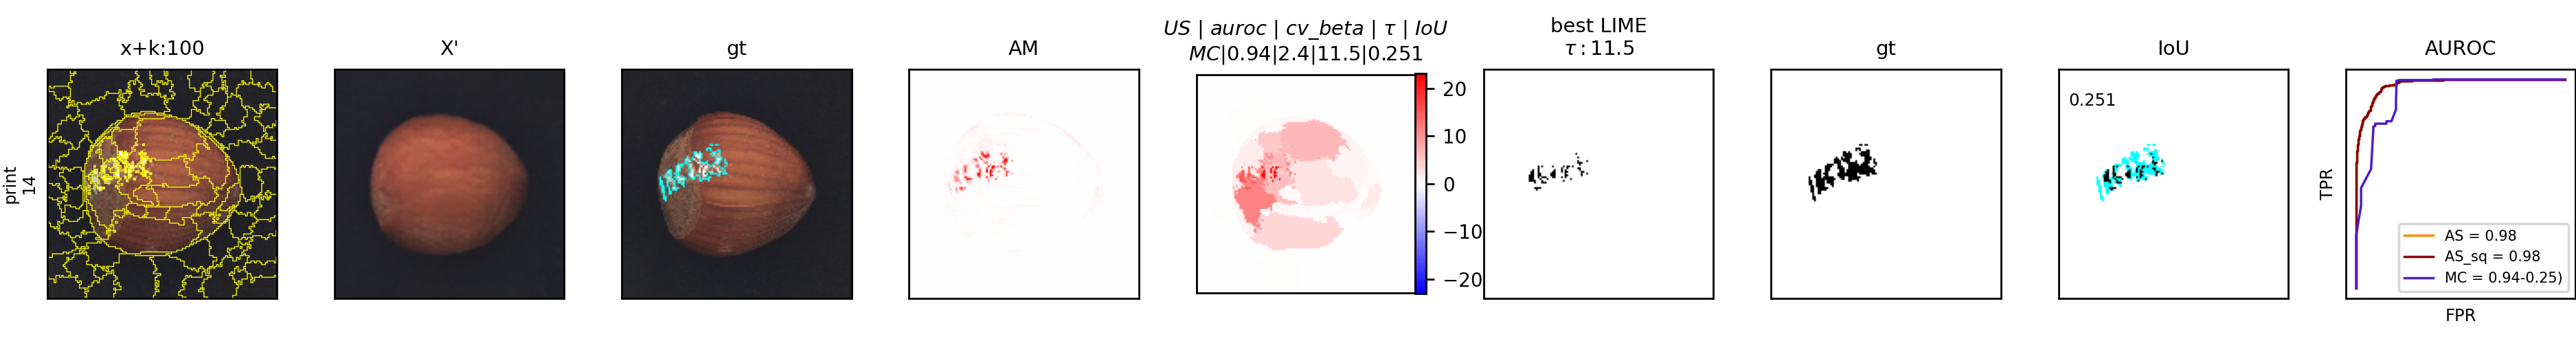 print
14
x+k:100
X'
gt
AM
US | auroc | cv_beta | τ | IoU
MC|0.94|2.4|11.5|0.251
20
10
0
−10
−20
best LIME
τ : 11.5
gt
IoU
0.251
AUROC
TPR
AS = 0.98
AS_sq = 0.98
MC = 0.94-0.25)
FPR